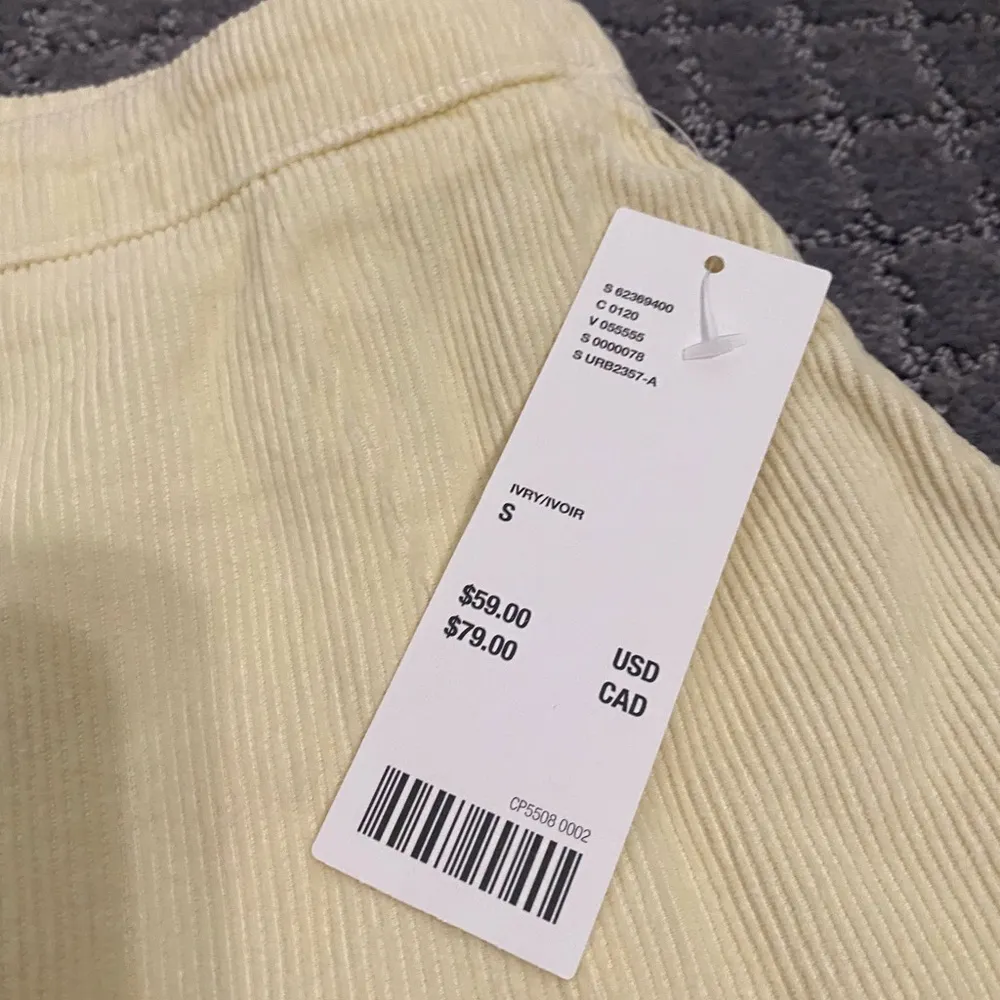 S 62369400
C 0120
V 055555
S 0000078
S URB2357-A
IVRY/IVOIR
S
$59.00 USD
$79.00 CAD
CP5508 0002